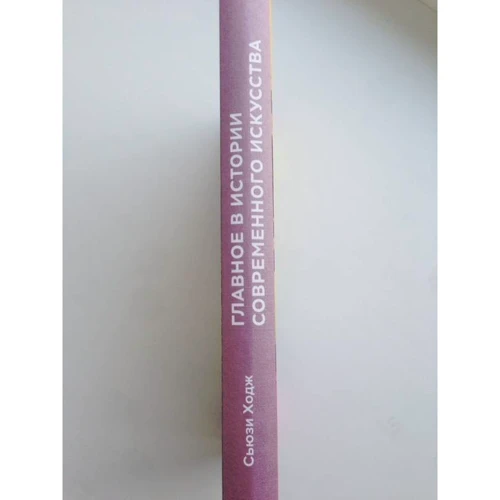 ГЛАВНОЕ В ИСТОРИИ
СОВРЕМЕННОГО ИСКУССТВА
Сьюзи Ходж